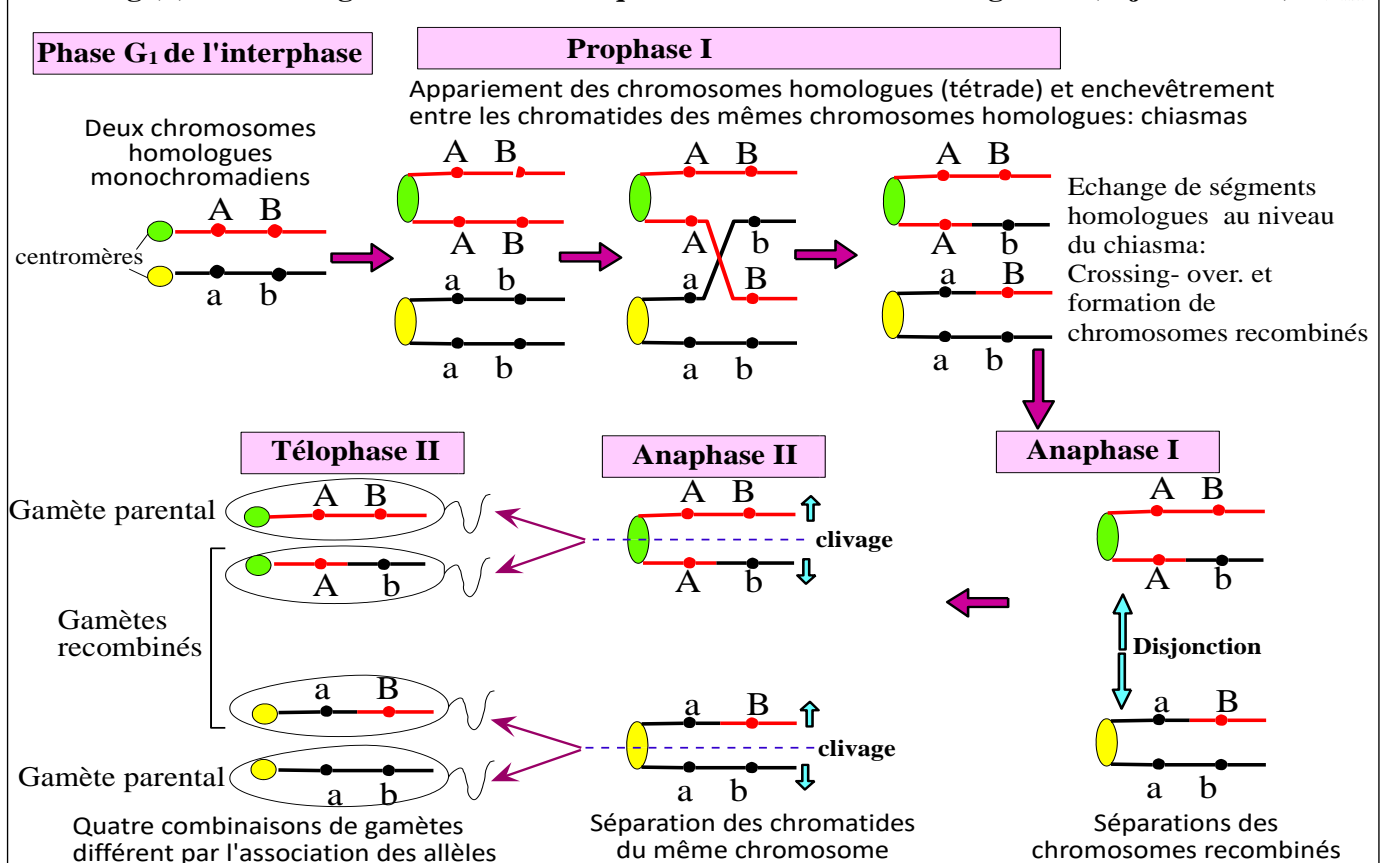 Phase G1 de l'interphase
Prophase I
Appariement des chromosomes homologues (tétrade) et enchevêtrement
entre les chromatides des mêmes chromosomes homologues: chiasmas
Deux chromosomes
homologues
monochromadiens
centromères
A B
a b
A B
A B
a b
a b
A B
A b
a B
a b
A B
A b
a B
a b
Echange de ségments
homologues au niveau
du chiasma:
Crossing- over. et
formation de
chromosomes recombinés
Télophase II
Anaphase II
Anaphase I
Gamète parental
A B
A b
Gamètes
recombinés
a B
Gamète parental
a b
A B
clivage
A b
a B
clivage
a b
A B
A b
Disjonction
a B
a b
Quatre combinaisons de gamètes
différent par l'association des allèles
Séparation des chromatides
du même chromosome
Séparations des
chromosomes recombinés